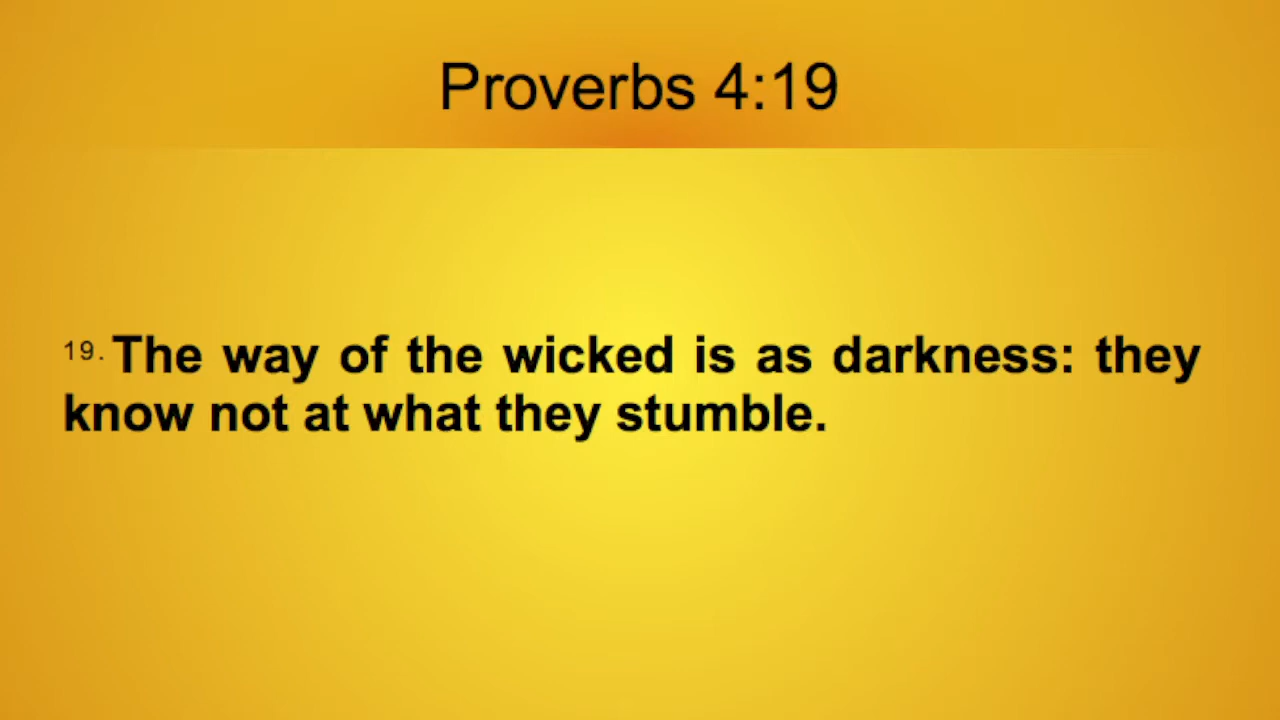 Proverbs 4:19
19. The way of the wicked is as darkness: they
know not at what they stumble.